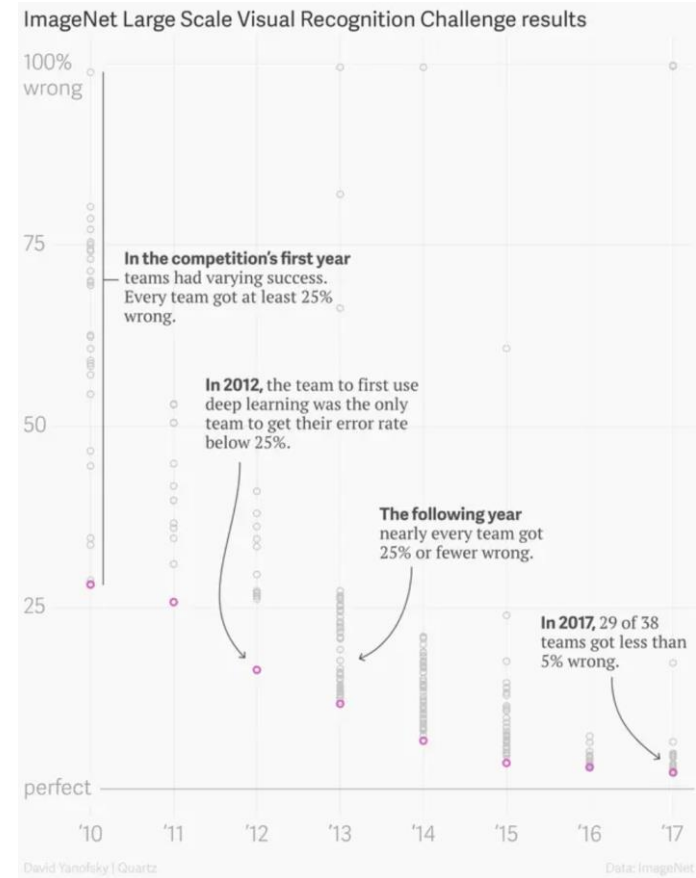 ImageNet Large Scale Visual Recognition Challenge results
100%
wrong
75
In the competition's first year
teams had varying success.
Every team got at least 25%
wrong.
In 2012, the team to first use
deep learning was the only
team to get their error rate
below 25%.
50
The following year
nearly every team got
25% or fewer wrong.
25
In 2017, 29 of 38
teams got less than
5% wrong.
perfect
'10 '11 '12 '13 '14 '15 '16 '17
David Yanofsky | Quartz
Data: ImageNet